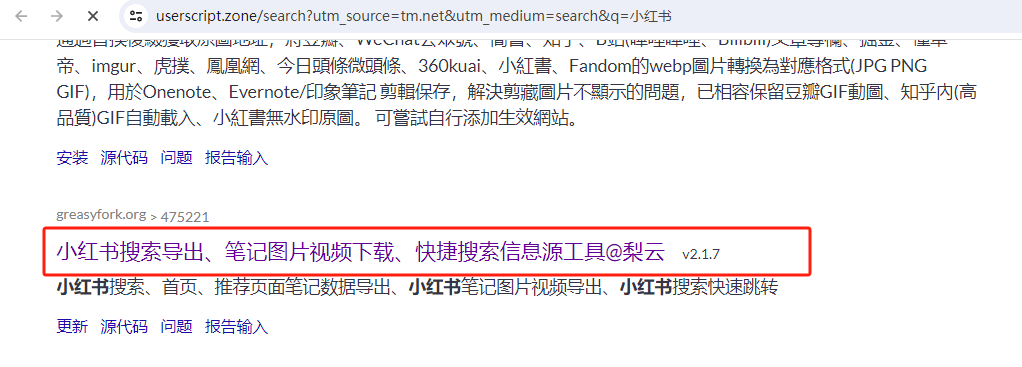 userscript.zone/search?utm_source=tm.net&utm_medium=search&q=小红书
帝、imgur、虎撲、鳳凰網、今日頭條微頭條、360kuai、小紅書、Fandom的webp圖片轉換為對應格式(JPG PNG
GIF)，用於Onenote、Evernote/印象筆記 剪輯保存，解決剪藏圖片不顯示的問題，已相容保留豆瓣GIF動圖、知乎內(高
品質)GIF自動載入、小紅書無水印原圖。 可嘗試自行添加生效網站。
安装 源代码 问题 报告输入
greasyfork.org > 475221
小红书搜索导出、笔记图片视频下载、快捷搜索信息源工具@梨云 v2.1.7
小红书搜索、首页、推荐页面笔记数据导出、小红书笔记图片视频导出、小红书搜索快速跳转
更新 源代码 问题 报告输入